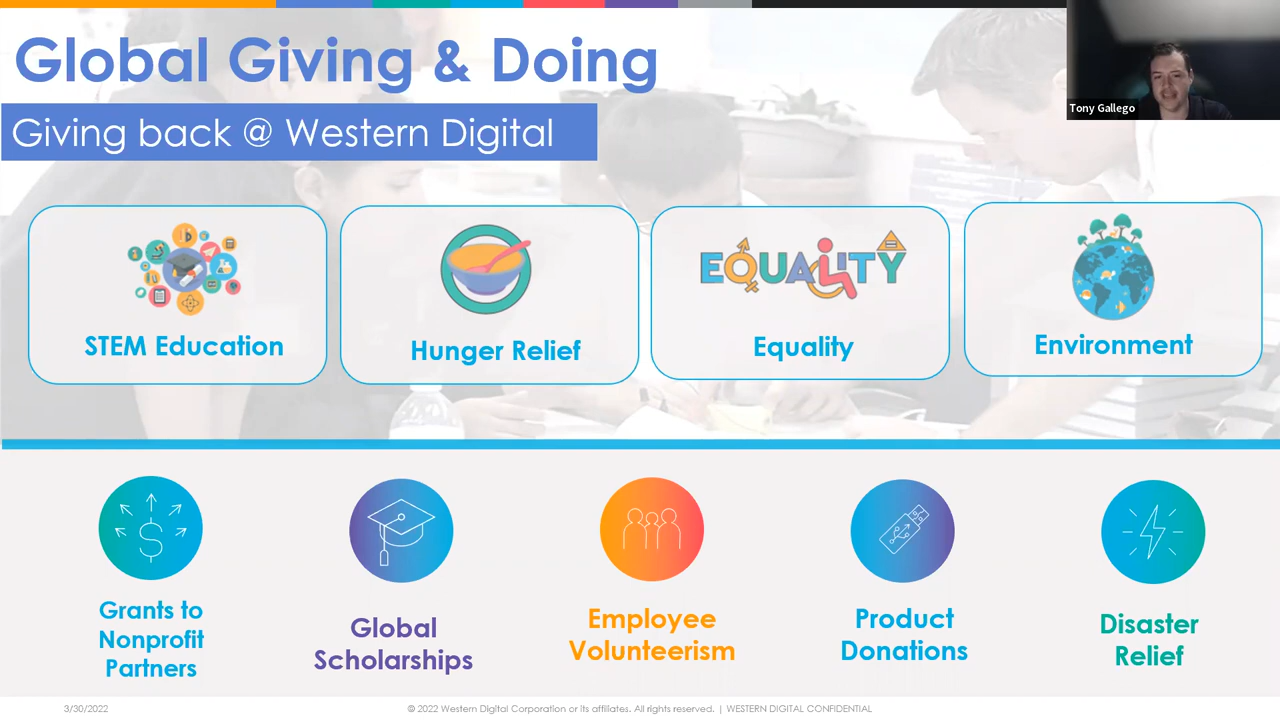 Global Giving & Doing
Tony Gallego
Giving back @ Western Digital
EQUALITY
STEM Education
Hunger Relief
Equality
Environment
$
Grants to
Nonprofit
Partners
Global
Scholarships
Employee
Volunteerism
Product
Donations
Disaster
Relief
3/30/2022
© 2022 Western Digital Corporation or its affiliates. All rights reserved. | WESTERN DIGITAL CONFIDENTIAL